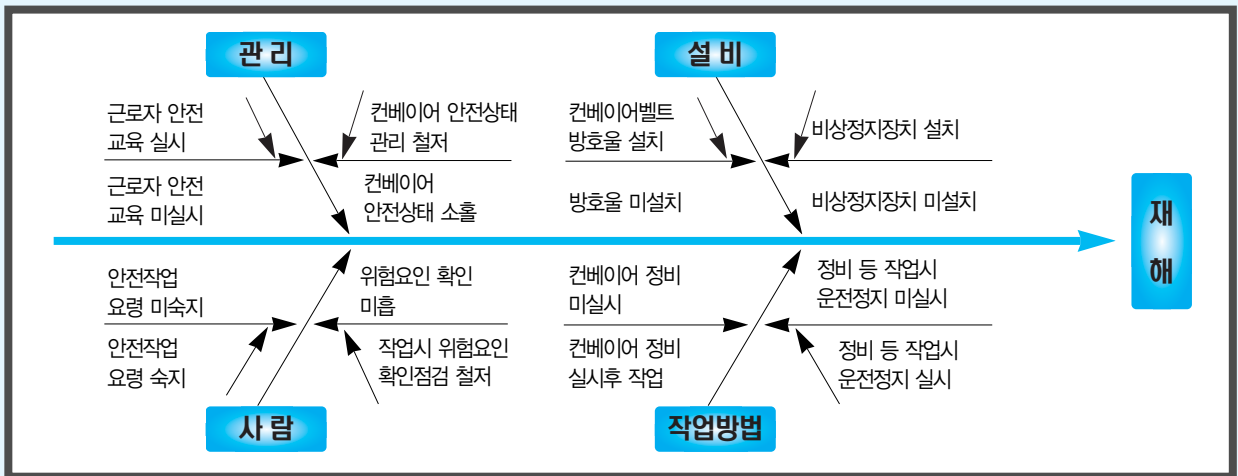 관 리
설 비
근로자 안전
교육 실시
컨베이어 안전상태
관리 철저
컨베이어벨트
방호울 설치
비상정지장치 설치
근로자 안전
교육 미실시
컨베이어
안전상태 소홀
방호울 미설치
비상정지장치 미설치
재
해
안전작업
요령 미숙지
위험요인 확인
미흡
컨베이어 정비
미실시
정비 등 작업시
운전정지 미실시
안전작업
요령 숙지
작업시 위험요인
확인점검 철저
컨베이어 정비
실시후 작업
정비 등 작업시
운전정지 실시
사 람
작업방법